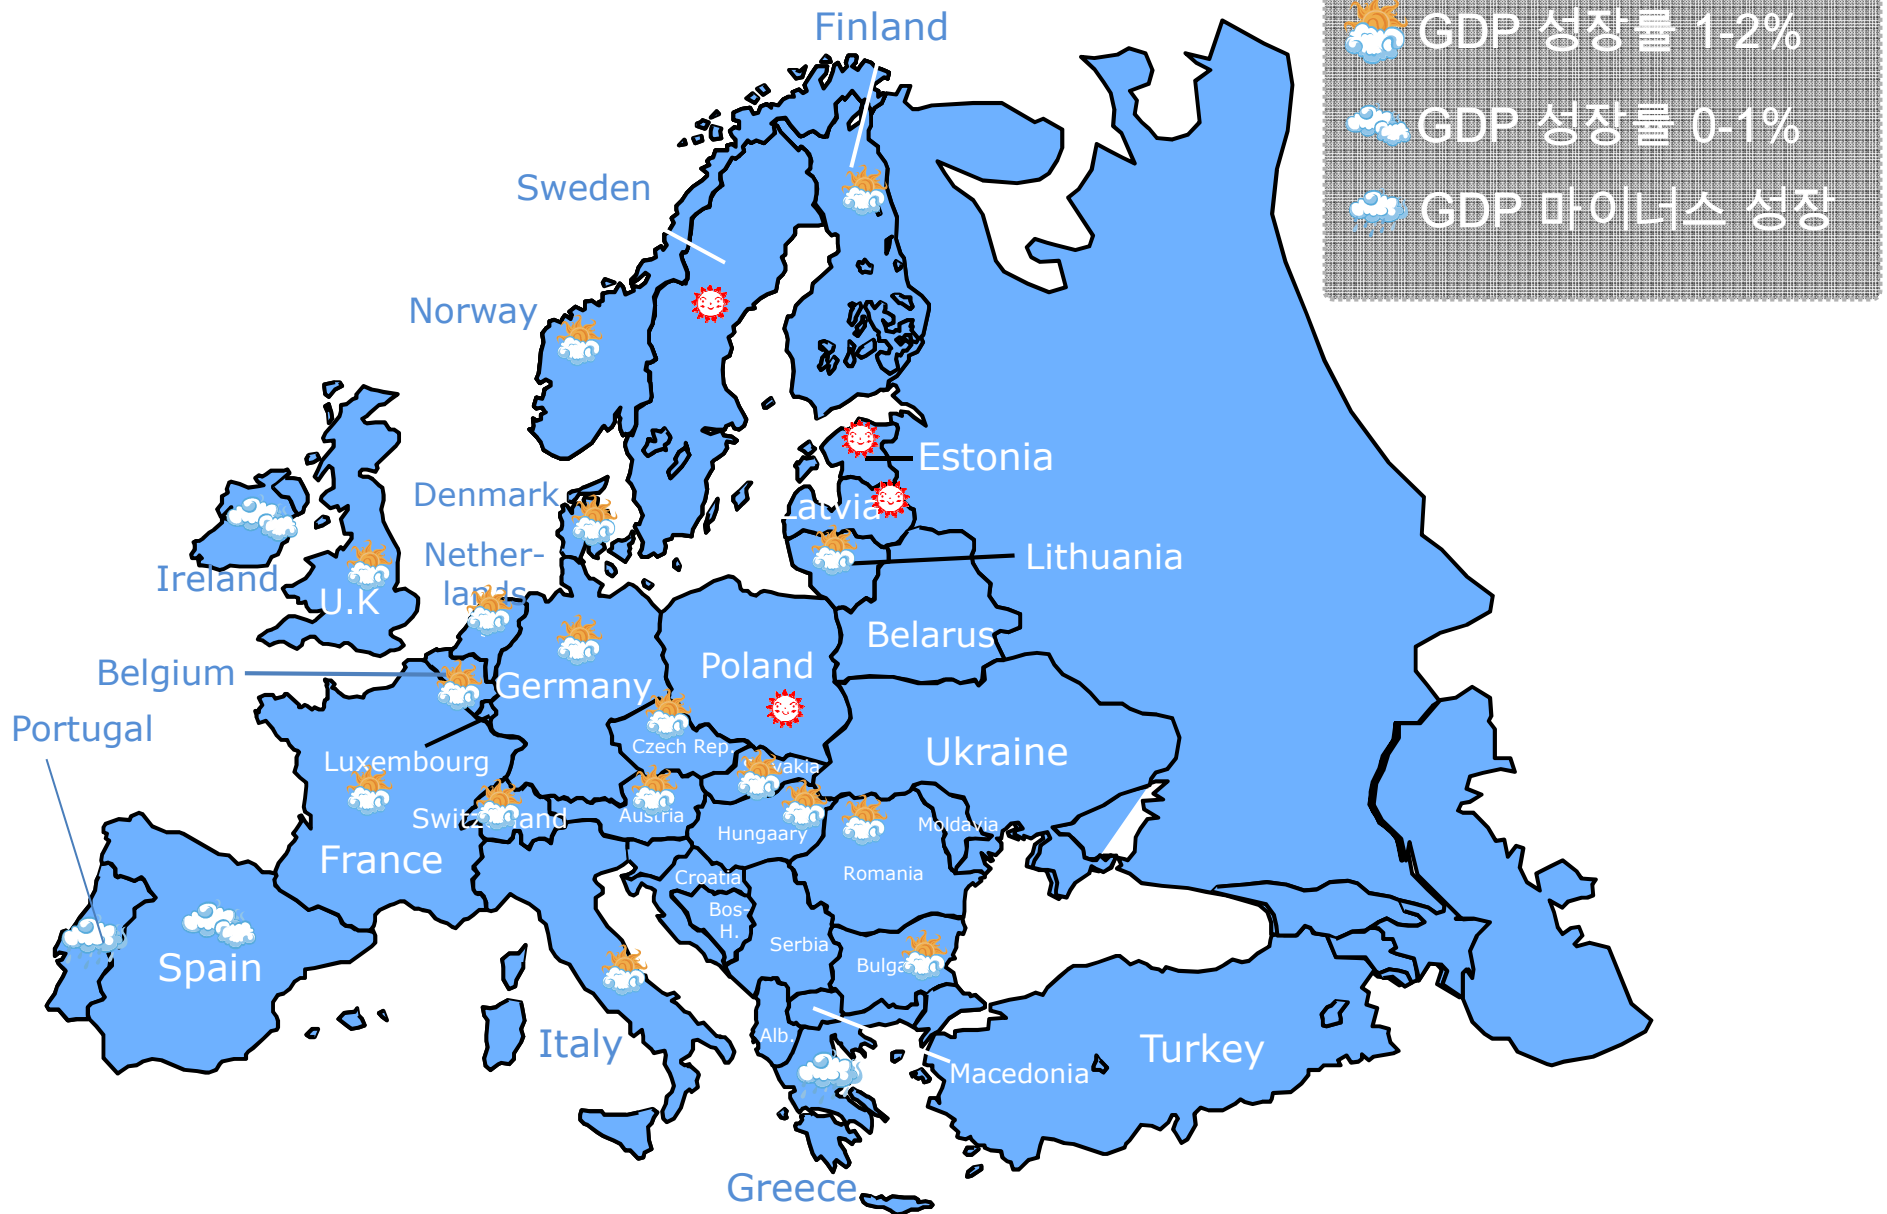 Finland
GDP 성장률 1-2%
GDP 성장률 0-1%
Sweden
GDP 마이너스 성장
Norway
Estonia
Denmark
Latvia
Nether-
lands
Lithuania
Ireland
U.K
Belarus
Belgium
Germany
Poland
Portugal
Czech Rep.
Ukraine
Luxembourg
Switzerland
Austria
Hungaary
Moldavia
France
Croatia
Romania
Bos-
H.
Serbia
Spain
Italy
Alb.
Turkey
Macedonia
Greece